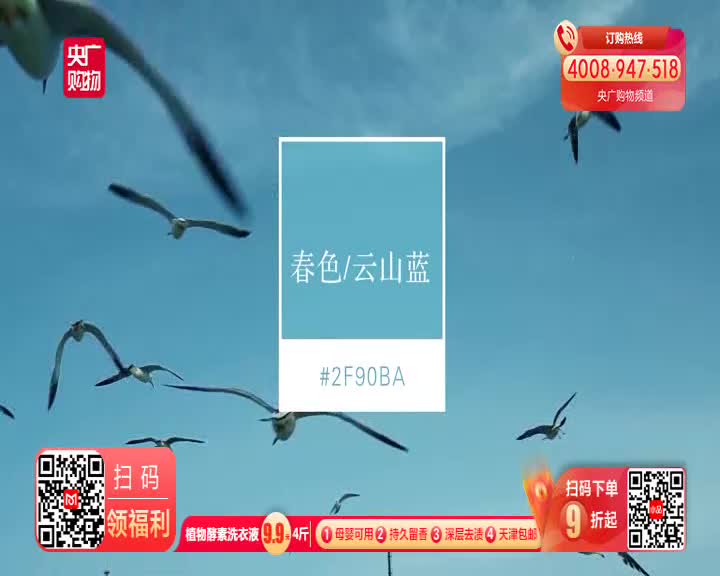 央广
购物
订购热线
4008·947·518
央广购物频道
春色/云山蓝
#2F90BA
扫码
领福利
植物酵素洗衣液 9.9元 4斤
1 母婴可用 2 持久留香 3 深层去渍 4 天津包邮
扫码下单
9折起